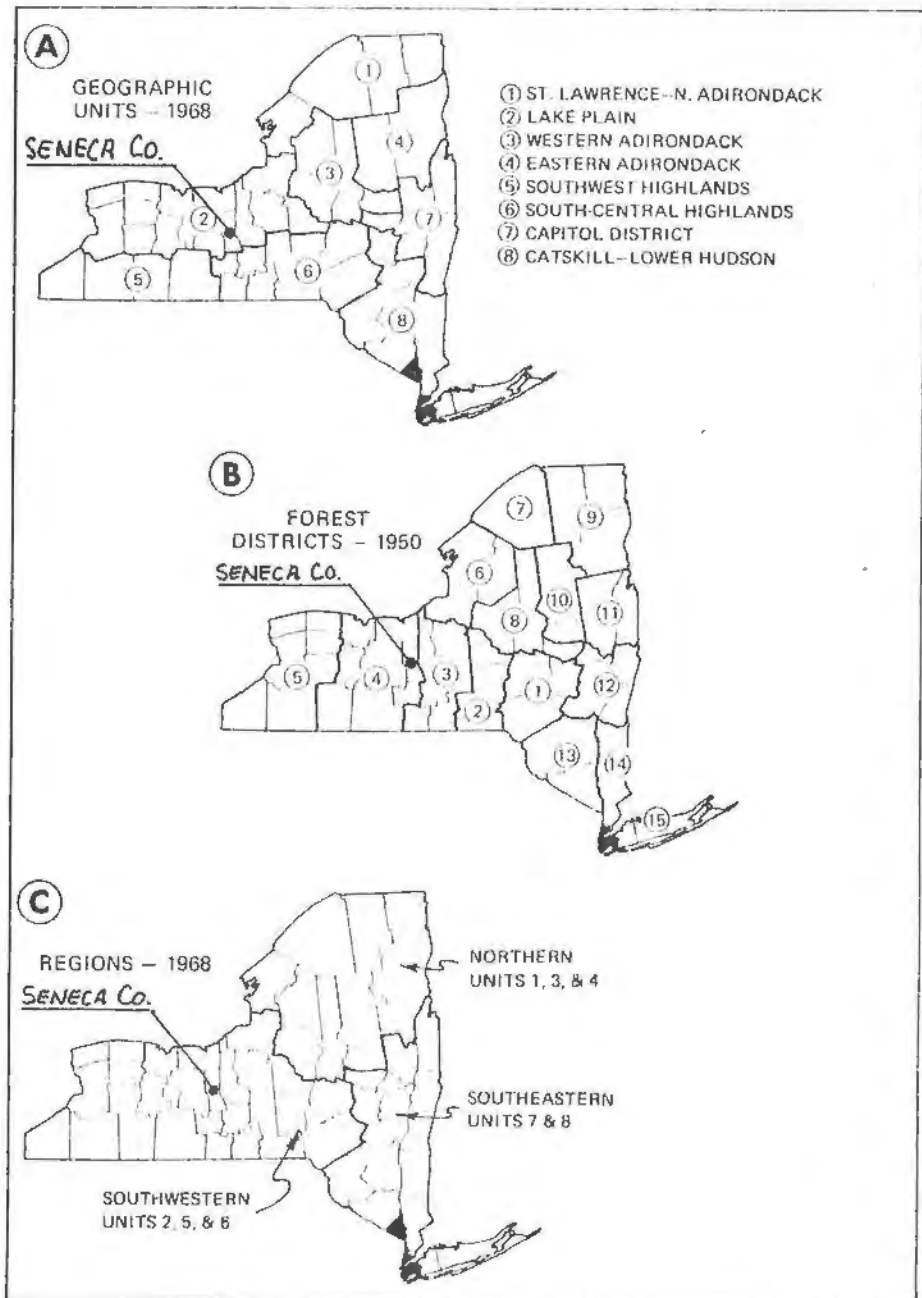 A
GEOGRAPHIC
UNITS – 1968
SENECA CO.
① ST. LAWRENCE–N. ADIRONDACK
② LAKE PLAIN
③ WESTERN ADIRONDACK
④ EASTERN ADIRONDACK
⑤ SOUTHWEST HIGHLANDS
⑥ SOUTH-CENTRAL HIGHLANDS
⑦ CAPITOL DISTRICT
⑧ CATSKILL–LOWER HUDSON
①
④
③
②
⑦
⑥
⑤
⑧
B
FOREST
DISTRICTS – 1950
SENECA CO.
⑦
⑨
⑥
⑩
⑪
⑧
⑤
④
③
①
⑫
②
⑬
⑭
⑮
C
REGIONS – 1968
SENECA CO.
NORTHERN
UNITS 1, 3, & 4
SOUTHEASTERN
UNITS 7 & 8
SOUTHWESTERN
UNITS 2, 5, & 6